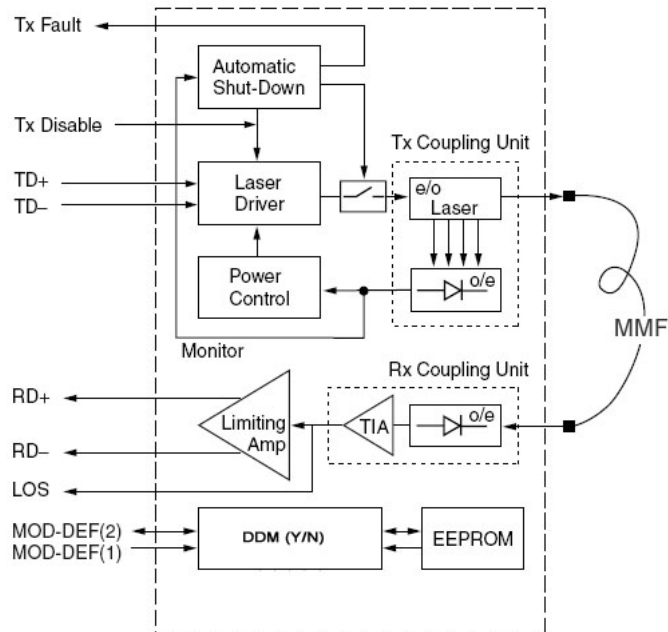 Tx Fault
Automatic
Shut-Down
Tx Disable
Tx Coupling Unit
TD+
TD–
Laser
Driver
e/o
Laser
Power
Control
o/e
MMF
Monitor
Rx Coupling Unit
RD+
RD–
Limiting
Amp
TIA
o/e
LOS
MOD-DEF(2)
MOD-DEF(1)
DDM (Y/N)
EEPROM